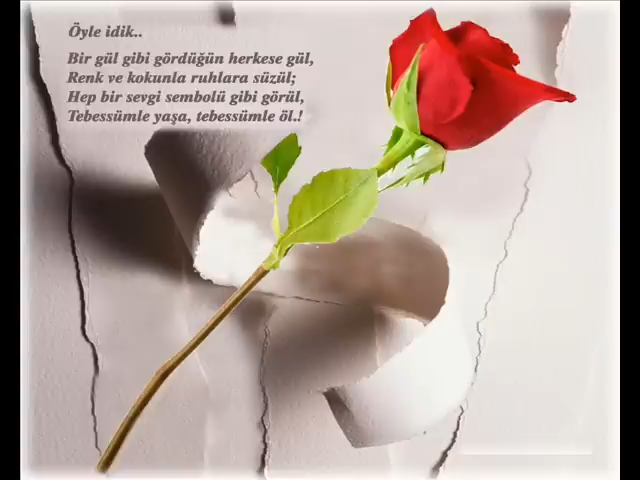 Öyle idik..
Bir gül gibi gördüğün herkese gül,
Renk ve kokunla ruhlara süzül;
Hep bir sevgi sembolü gibi görül,
Tebessümle yaşa, tebessümle öl.!